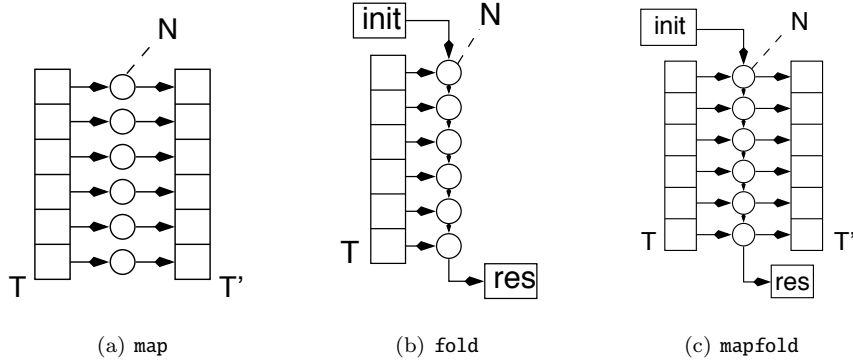 N
T
T'
(a) map
init
N
T
res
(b) fold
init
N
T
T'
res
(c) mapfold